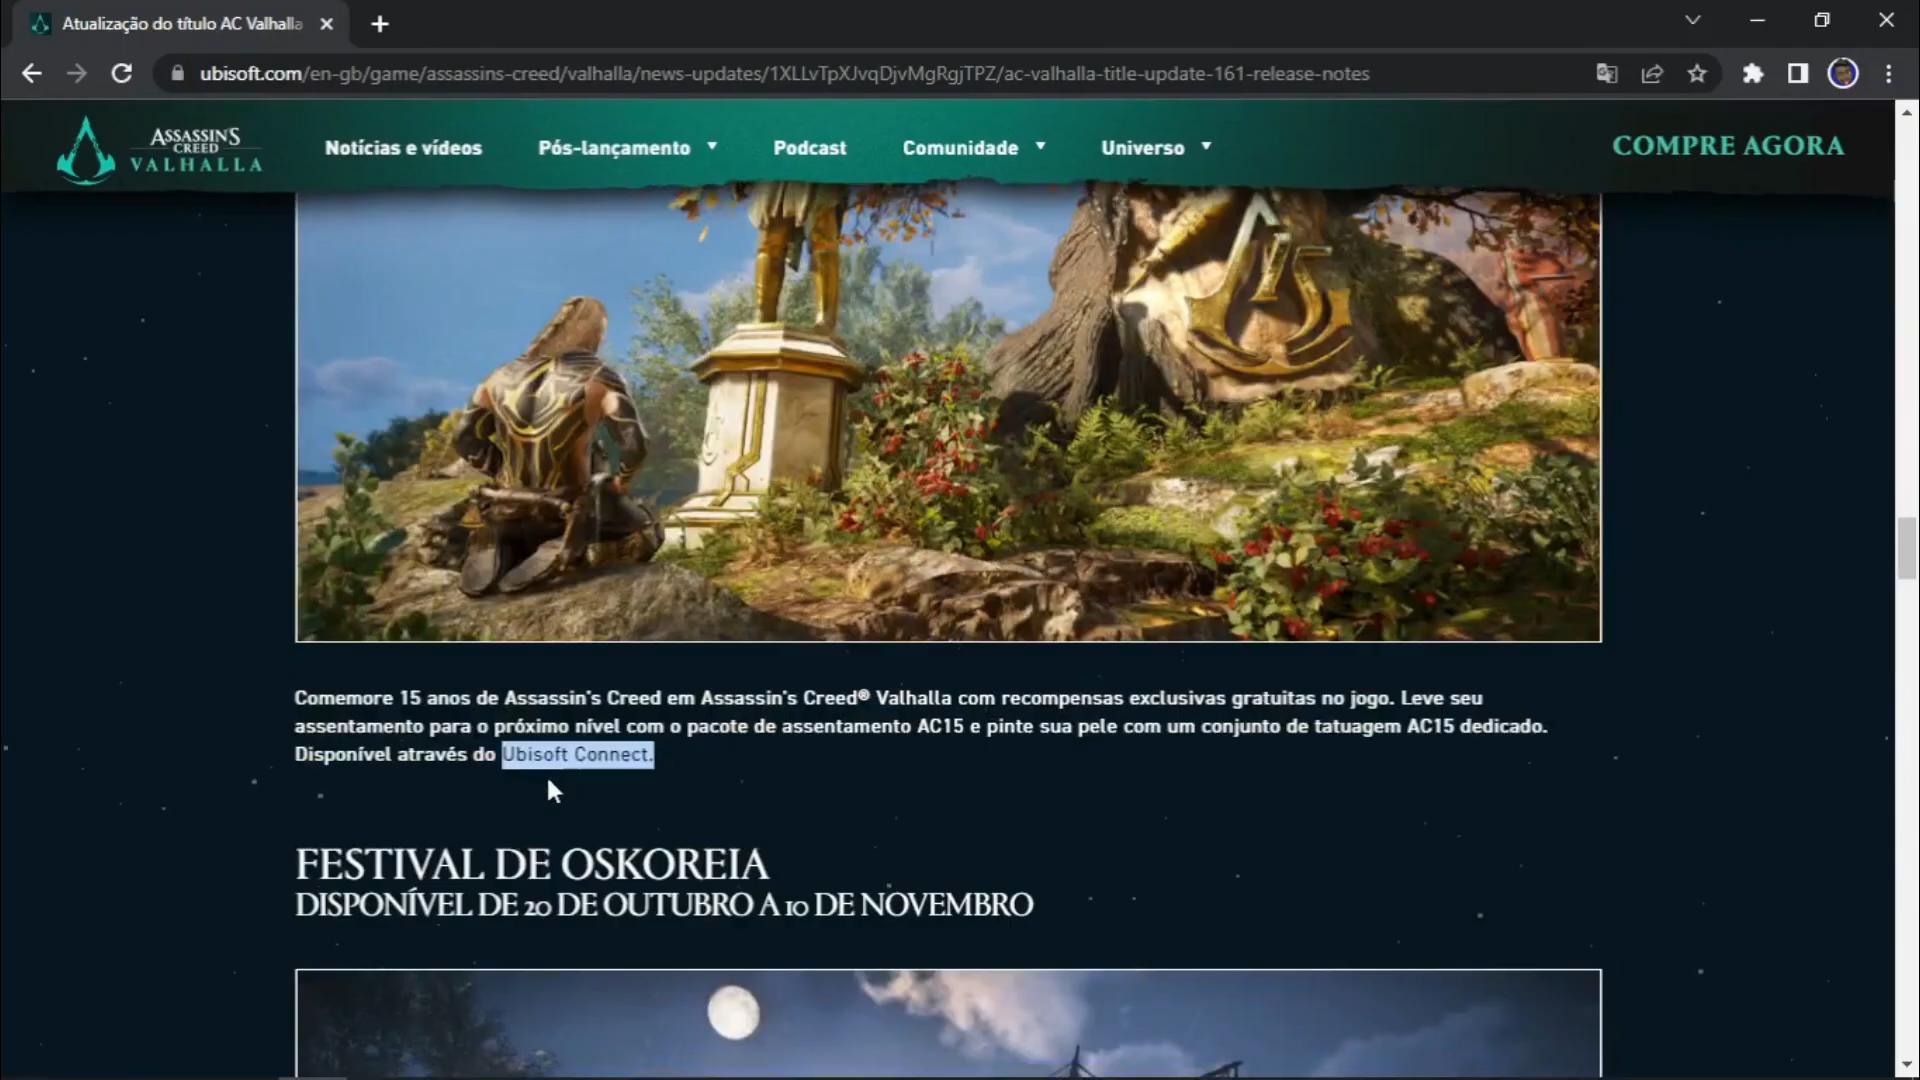 Atualização do título AC Valhalla
ubisoft.com/en-gb/game/assassins-creed/valhalla/news-updates/1XLLvTpXJvqDjvMgRgjTPZ/ac-valhalla-title-update-161-release-notes
ASSASSIN'S
CREED
VALHALLA
Notícias e vídeos
Pós-lançamento
Podcast
Comunidade
Universo
COMPRE AGORA
Comemore 15 anos de Assassin's Creed em Assassin's Creed® Valhalla com recompensas exclusivas gratuitas no jogo. Leve seu
assentamento para o próximo nível com o pacote de assentamento AC15 e pinte sua pele com um conjunto de tatuagem AC15 dedicado.
Disponível através do Ubisoft Connect.
FESTIVAL DE OSKOREIA
DISPONÍVEL DE 20 DE OUTUBRO A 10 DE NOVEMBRO